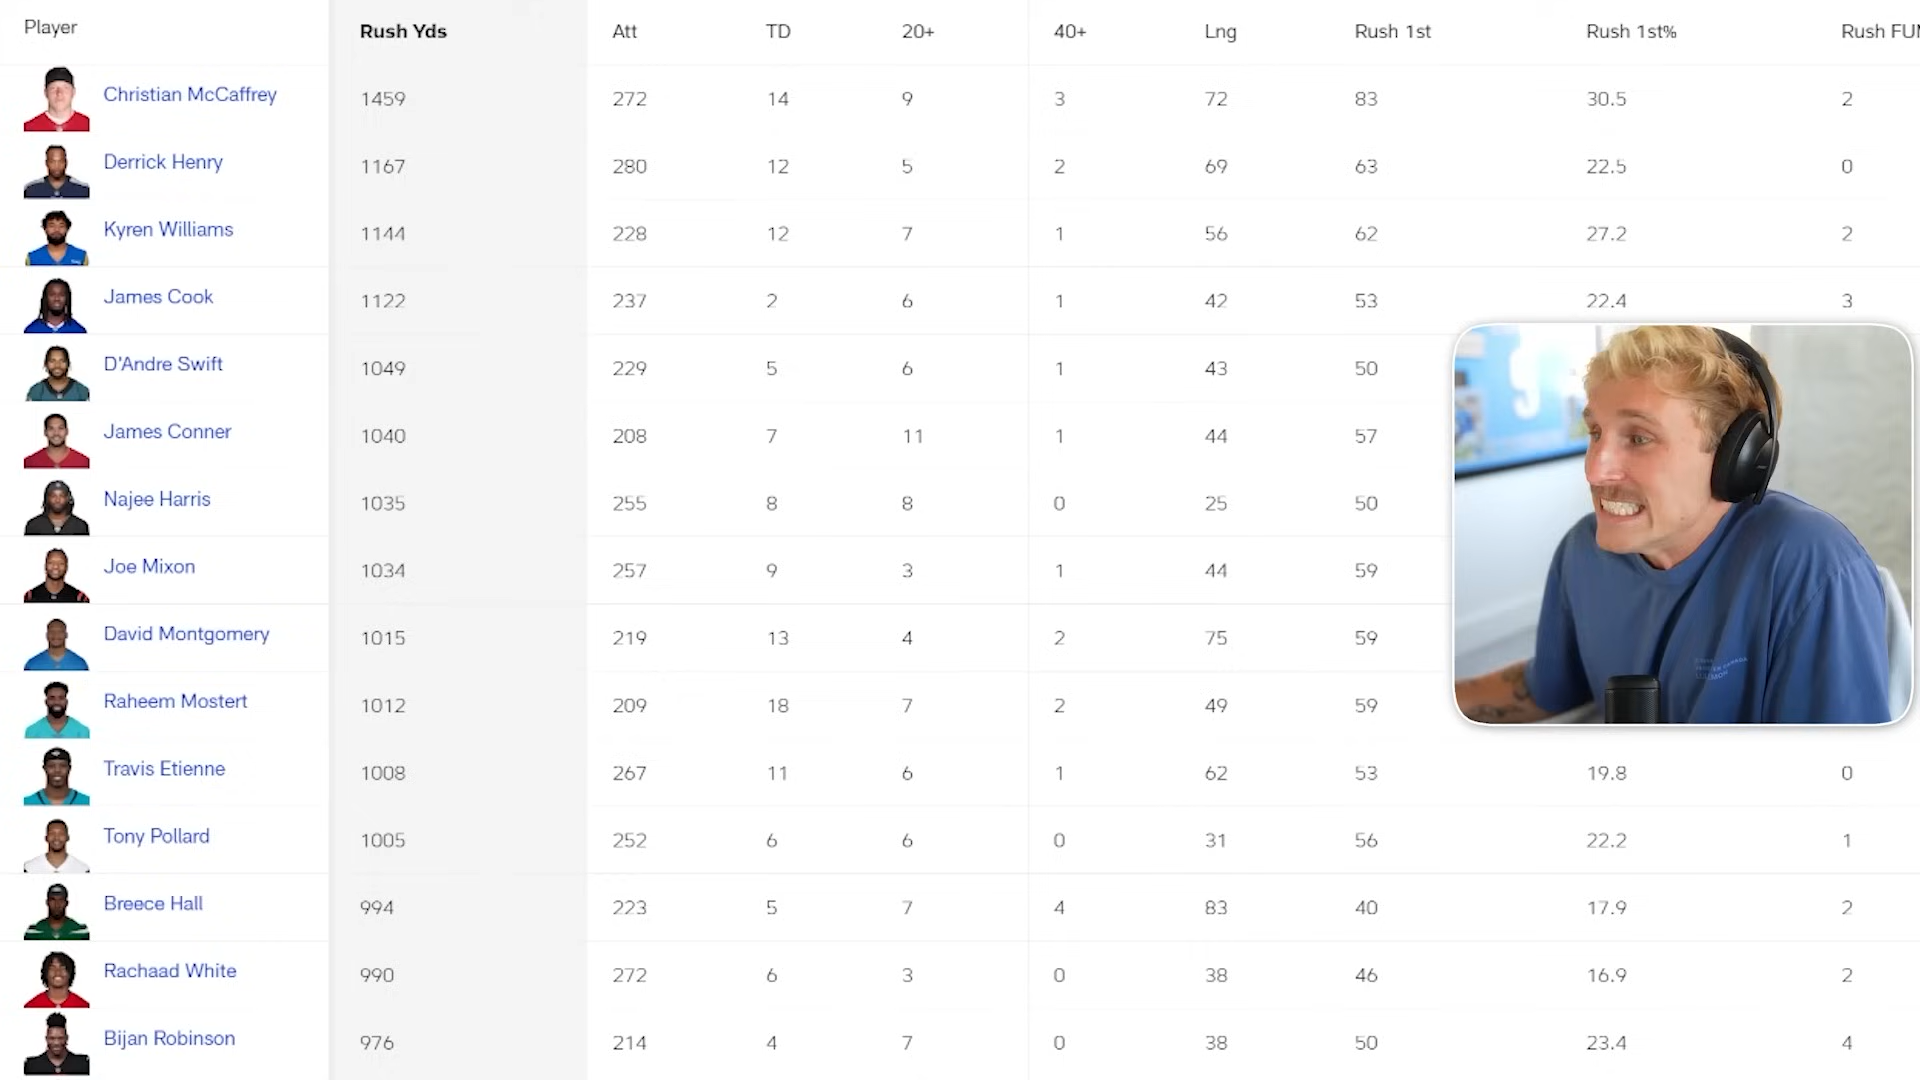 Player Rush Yds Att TD 20+ 40+ Lng Rush 1st Rush 1st% Rush FU
Christian McCaffrey 1459 272 14 9 3 72 83 30.5 2
Derrick Henry 1167 280 12 5 2 69 63 22.5 0
Kyren Williams 1144 228 12 7 1 56 62 27.2 2
James Cook 1122 237 2 6 1 42 53 22.4 3
D'Andre Swift 1049 229 5 6 1 43 50
James Conner 1040 208 7 11 1 44 57
Najee Harris 1035 255 8 8 0 25 50
Joe Mixon 1034 257 9 3 1 44 59
David Montgomery 1015 219 13 4 2 75 59
Raheem Mostert 1012 209 18 7 2 49 59
Travis Etienne 1008 267 11 6 1 62 53 19.8 0
Tony Pollard 1005 252 6 6 0 31 56 22.2 1
Breece Hall 994 223 5 7 4 83 40 17.9 2
Rachaad White 990 272 6 3 0 38 46 16.9 2
Bijan Robinson 976 214 4 7 0 38 50 23.4 4